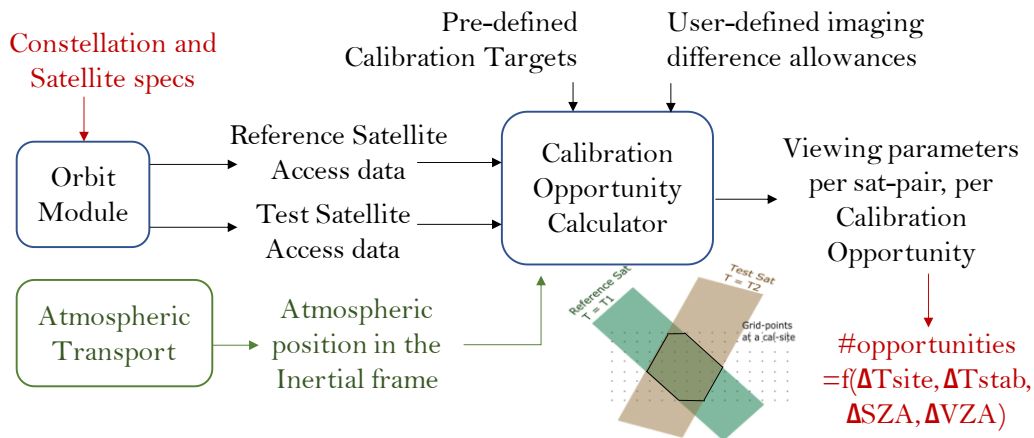 Constellation and
Satellite specs
Pre-defined
Calibration Targets
User-defined imaging
difference allowances
Orbit
Module
Reference Satellite
Access data
Test Satellite
Access data
Calibration
Opportunity
Calculator
Viewing parameters
per sat-pair, per
Calibration
Opportunity
Atmospheric
Transport
Atmospheric
position in the
Inertial frame
Reference Sat
T = T1
Test Sat
T = T2
Grid-points
at a cal-site
#opportunities
=f(ΔTsite, ΔTstab,
ΔSZA, ΔVZA)